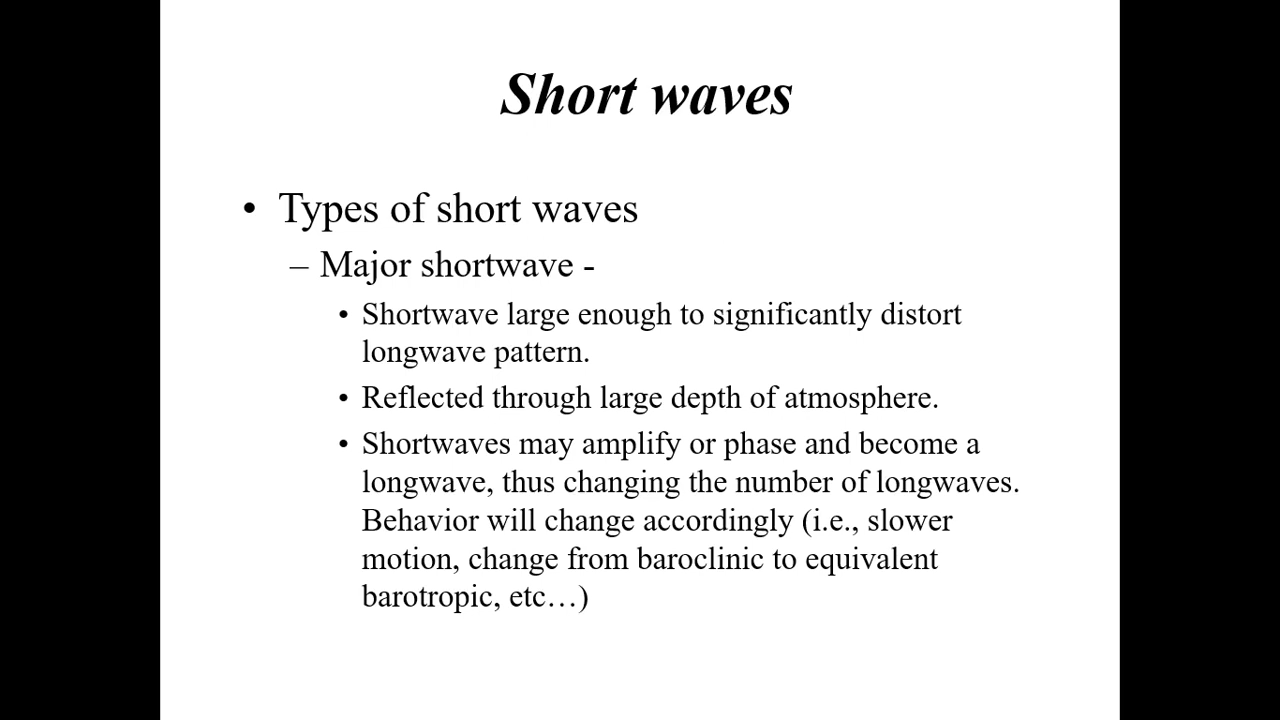 Short waves
• Types of short waves
– Major shortwave -
• Shortwave large enough to significantly distort
longwave pattern.
• Reflected through large depth of atmosphere.
• Shortwaves may amplify or phase and become a
longwave, thus changing the number of longwaves.
Behavior will change accordingly (i.e., slower
motion, change from baroclinic to equivalent
barotropic, etc…)